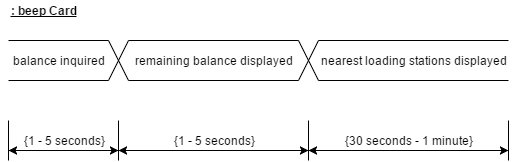 : beep Card
balance inquired remaining balance displayed nearest loading stations displayed
{1 - 5 seconds} {1 - 5 seconds} {30 seconds - 1 minute}